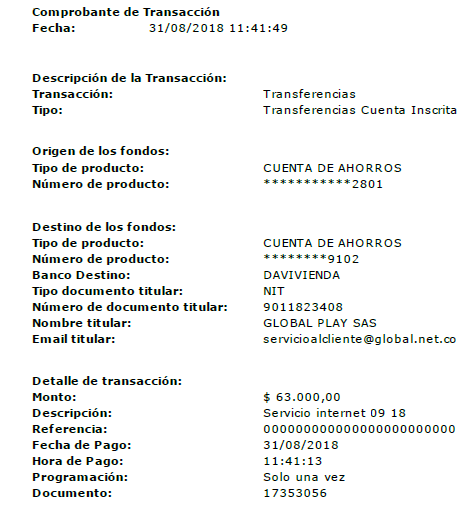 Comprobante de Transacción
Fecha: 31/08/2018 11:41:49
Descripción de la Transacción:
Transacción: Transferencias
Tipo: Transferencias Cuenta Inscrita
Origen de los fondos:
Tipo de producto: CUENTA DE AHORROS
Número de producto: ***********2801
Destino de los fondos:
Tipo de producto: CUENTA DE AHORROS
Número de producto: ********9102
Banco Destino: DAVIVIENDA
Tipo documento titular: NIT
Número de documento titular: 9011823408
Nombre titular: GLOBAL PLAY SAS
Email titular: servicioalcliente@global.net.co
Detalle de transacción:
Monto: $ 63.000,00
Descripción: Servicio internet 09 18
Referencia: 000000000000000000000000
Fecha de Pago: 31/08/2018
Hora de Pago: 11:41:13
Programación: Solo una vez
Documento: 17353056